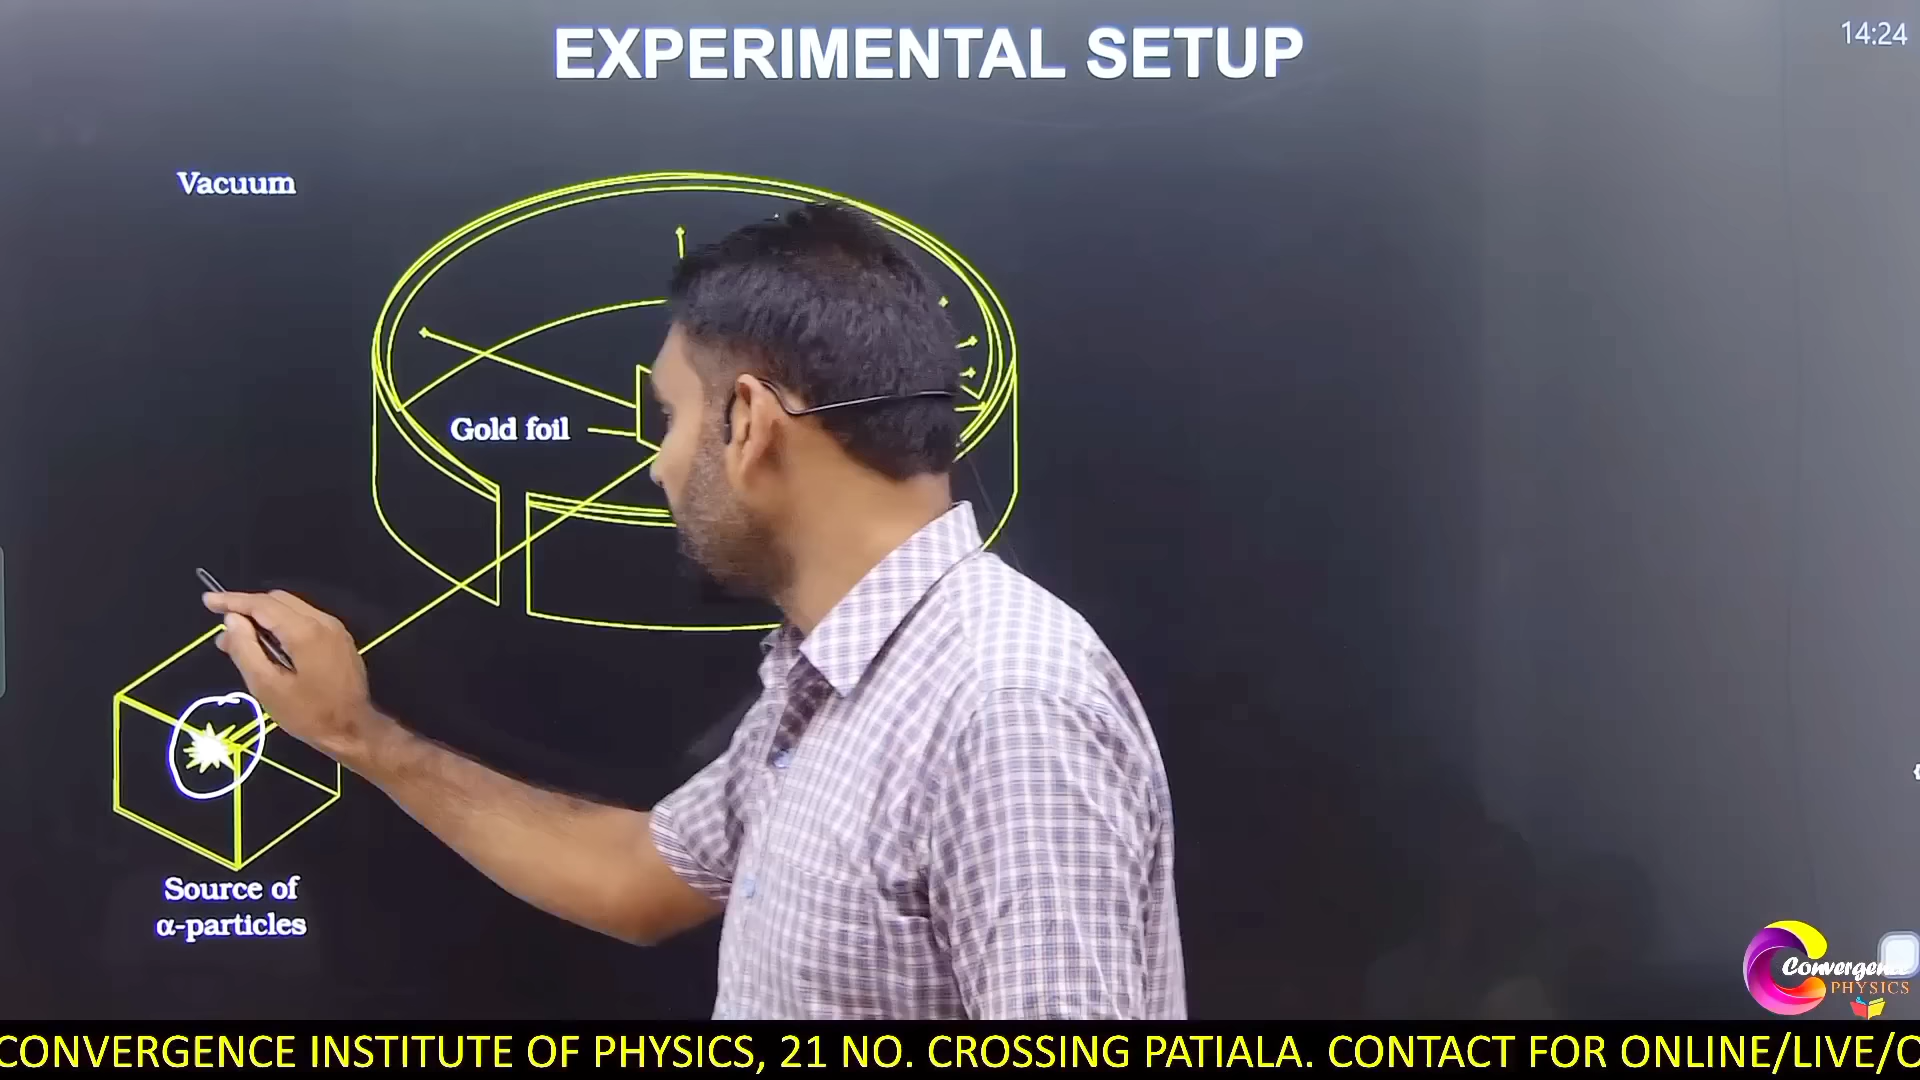 EXPERIMENTAL SETUP
14:24
Vacuum
Gold foil
Source of
α-particles
Convergence
PHYSICS
CONVERGENCE INSTITUTE OF PHYSICS, 21 NO. CROSSING PATIALA. CONTACT FOR ONLINE/LIVE/O